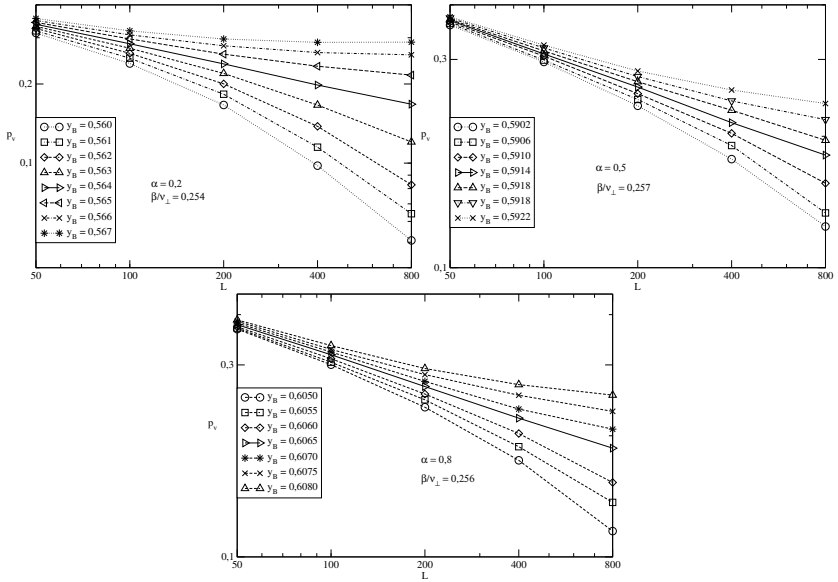 0,2
p_v
0,1
y_B = 0,560
y_B = 0,561
y_B = 0,562
y_B = 0,563
y_B = 0,564
y_B = 0,565
y_B = 0,566
y_B = 0,567
α = 0,2
β/ν_⊥ = 0,254
50 100 200 400 800
L
0,3
p_v
0,1
y_B = 0,5902
y_B = 0,5906
y_B = 0,5910
y_B = 0,5914
y_B = 0,5918
y_B = 0,5918
y_B = 0,5922
α = 0,5
β/ν_⊥ = 0,257
50 100 200 400 800
L
0,3
p_v
0,1
y_B = 0,6050
y_B = 0,6055
y_B = 0,6060
y_B = 0,6065
y_B = 0,6070
y_B = 0,6075
y_B = 0,6080
α = 0,8
β/ν_⊥ = 0,256
50 100 200 400 800
L